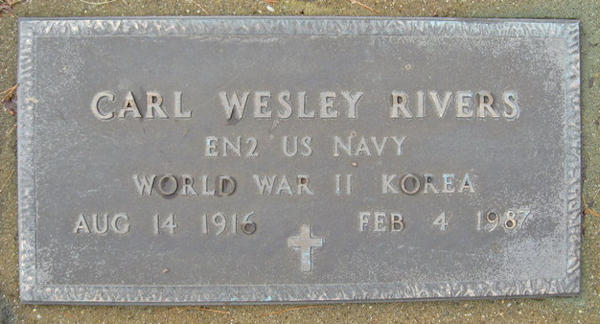 CARL WESLEY RIVERS
EN2 US NAVY
WORLD WAR II KOREA
AUG 14 1916 FEB 4 1987